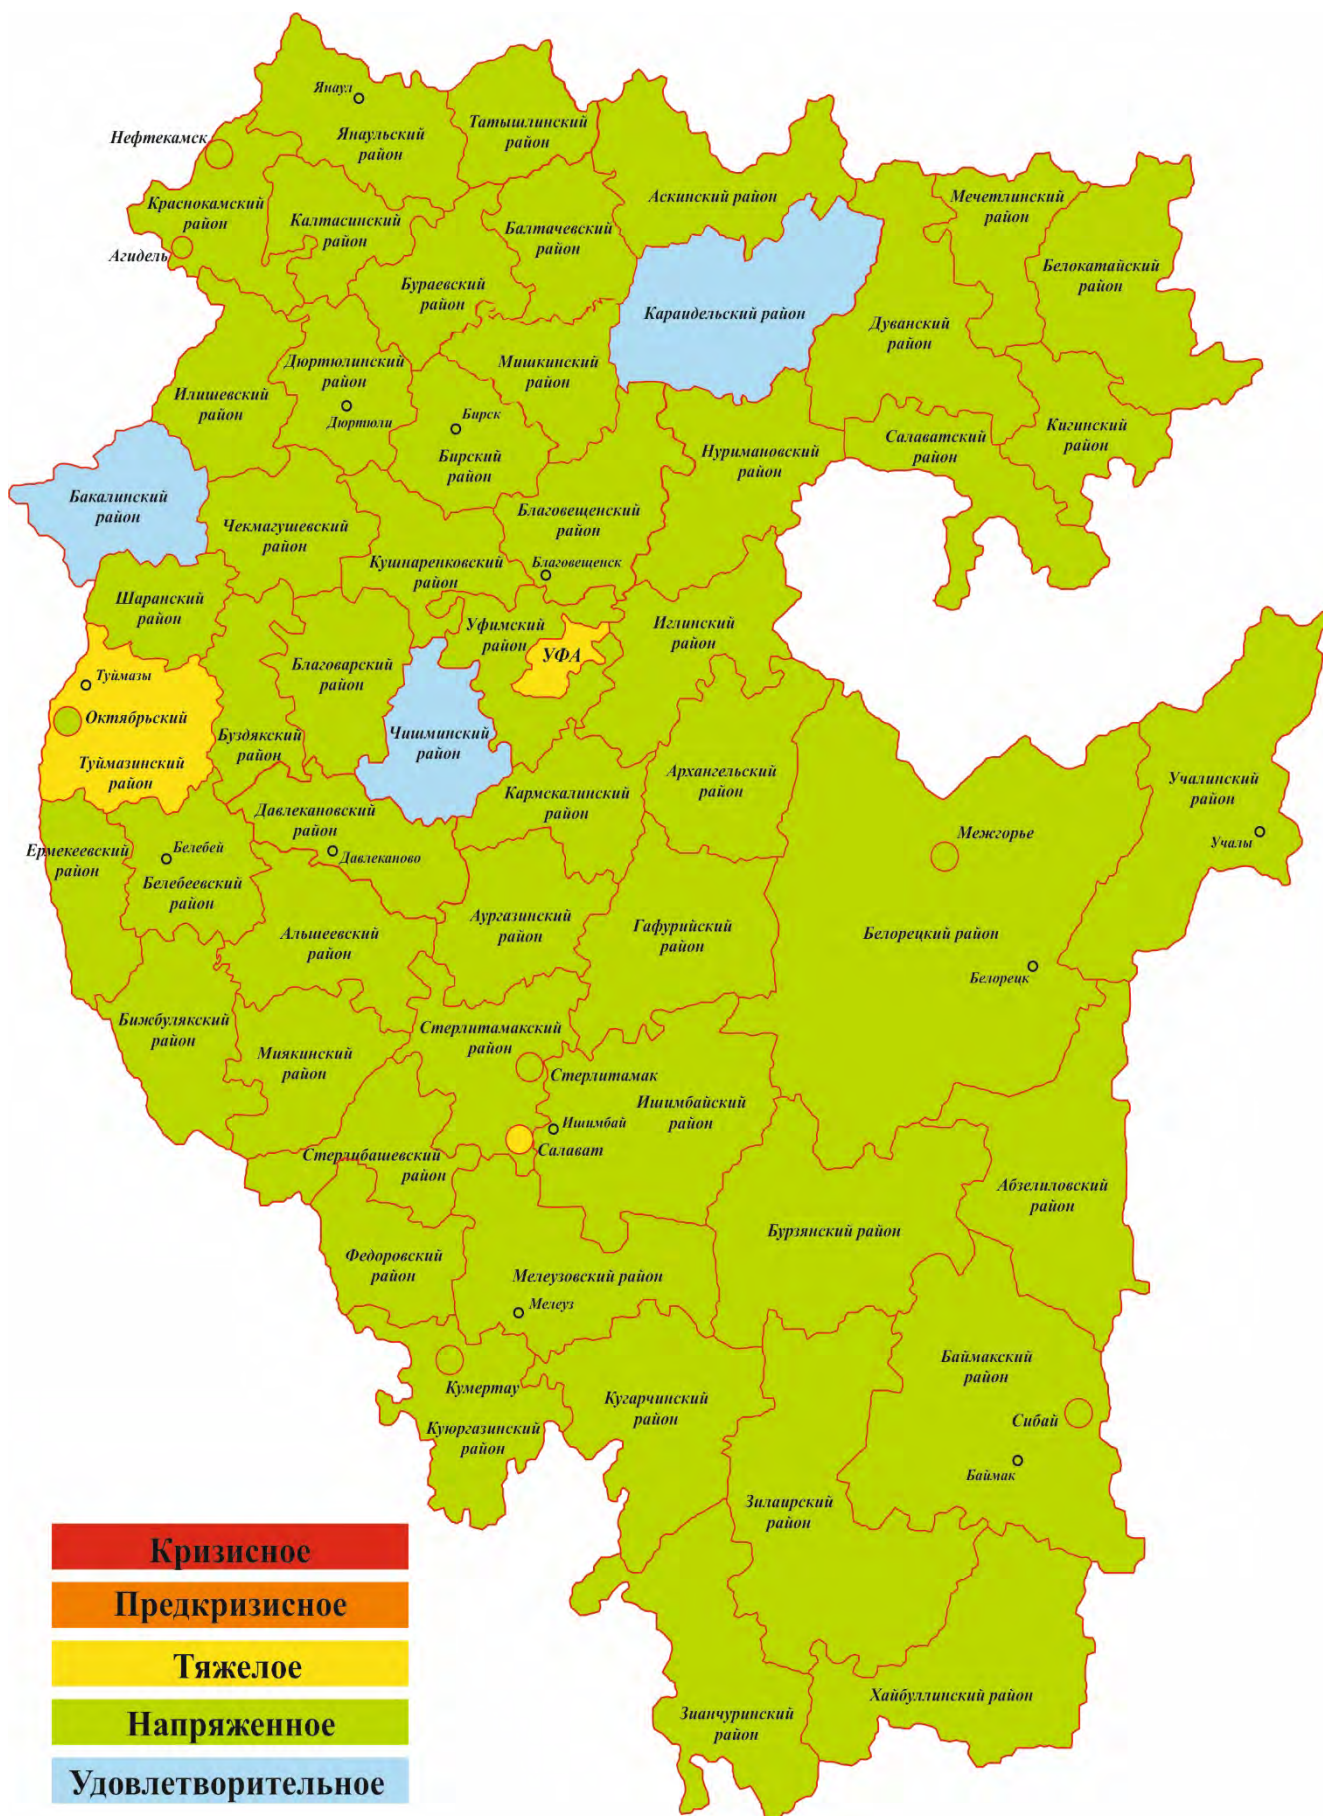 Янаул
Янаульский
район
Татышлинский
район
Нефтекамск
Аскинский район
Мечетлинский
район
Краснокамский
район
Калтасинский
район
Балтачевский
район
Агидель
Бураевский
район
Белокатайский
район
Караидельский район
Дуванский
район
Дюртюлинский
район
Дюртюли
Мишкинский
район
Илишевский
район
Бирск
Бирский
район
Нуримановский
район
Салаватский
район
Кигинский
район
Бакалинский
район
Чекмагушевский
район
Благовещенский
район
Благовещенск
Кушнаренковский
район
Шаранский
район
Уфимский
район
УФА
Иглинский
район
Благоварский
район
Туймазы
Октябрьский
Туймазинский
район
Буздякский
район
Чишминский
район
Архангельский
район
Учалинский
район
Учалы
Кармскалинский
район
Давлекановский
район
Давлеканово
Межгорье
Ермекеевский
район
Белебей
Белебеевский
район
Альшеевский
район
Аургазинский
район
Гафурийский
район
Белорецкий район
Белорецк
Бижбулякский
район
Миякинский
район
Стерлитамакский
район
Стерлитамак
Ишимбай
Ишимбайский
район
Салават
Стерлибашевский
район
Абзелиловский
район
Бурзянский район
Федоровский
район
Мелеузовский район
Мелеуз
Баймакский
район
Кумертау
Куюргазинский
район
Кугарчинский
район
Сибай
Баймак
Зилаирский
район
Хайбуллинский район
Зианчуринский
район
Кризисное
Предкризисное
Тяжелое
Напряженное
Удовлетворительное